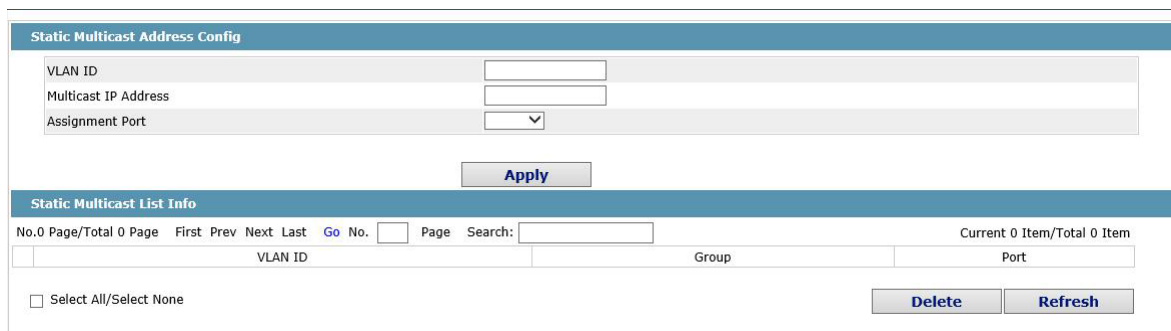 Static Multicast Address Config
VLAN ID
Multicast IP Address
Assignment Port
Apply
Static Multicast List Info
No.0 Page/Total 0 Page First Prev Next Last Go No. Page Search: Current 0 Item/Total 0 Item
VLAN ID Group Port
Select All/Select None Delete Refresh